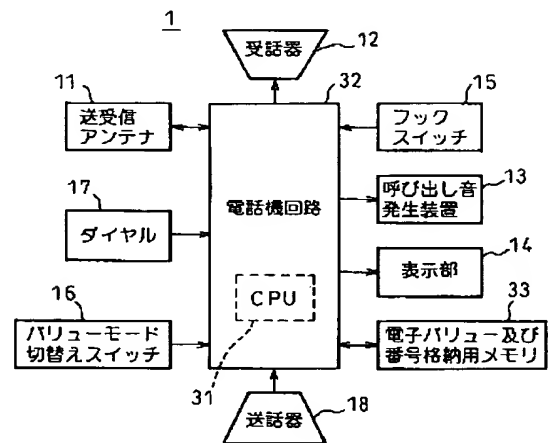 1
受話器
12
32
11
送受信
アンテナ
15
フック
スイッチ
17
ダイヤル
電話機回路
13
呼び出し音
発生装置
14
表示部
16
バリューモード
切替えスイッチ
CPU
31
33
電子バリュー及び
番号格納用メモリ
送話器
18